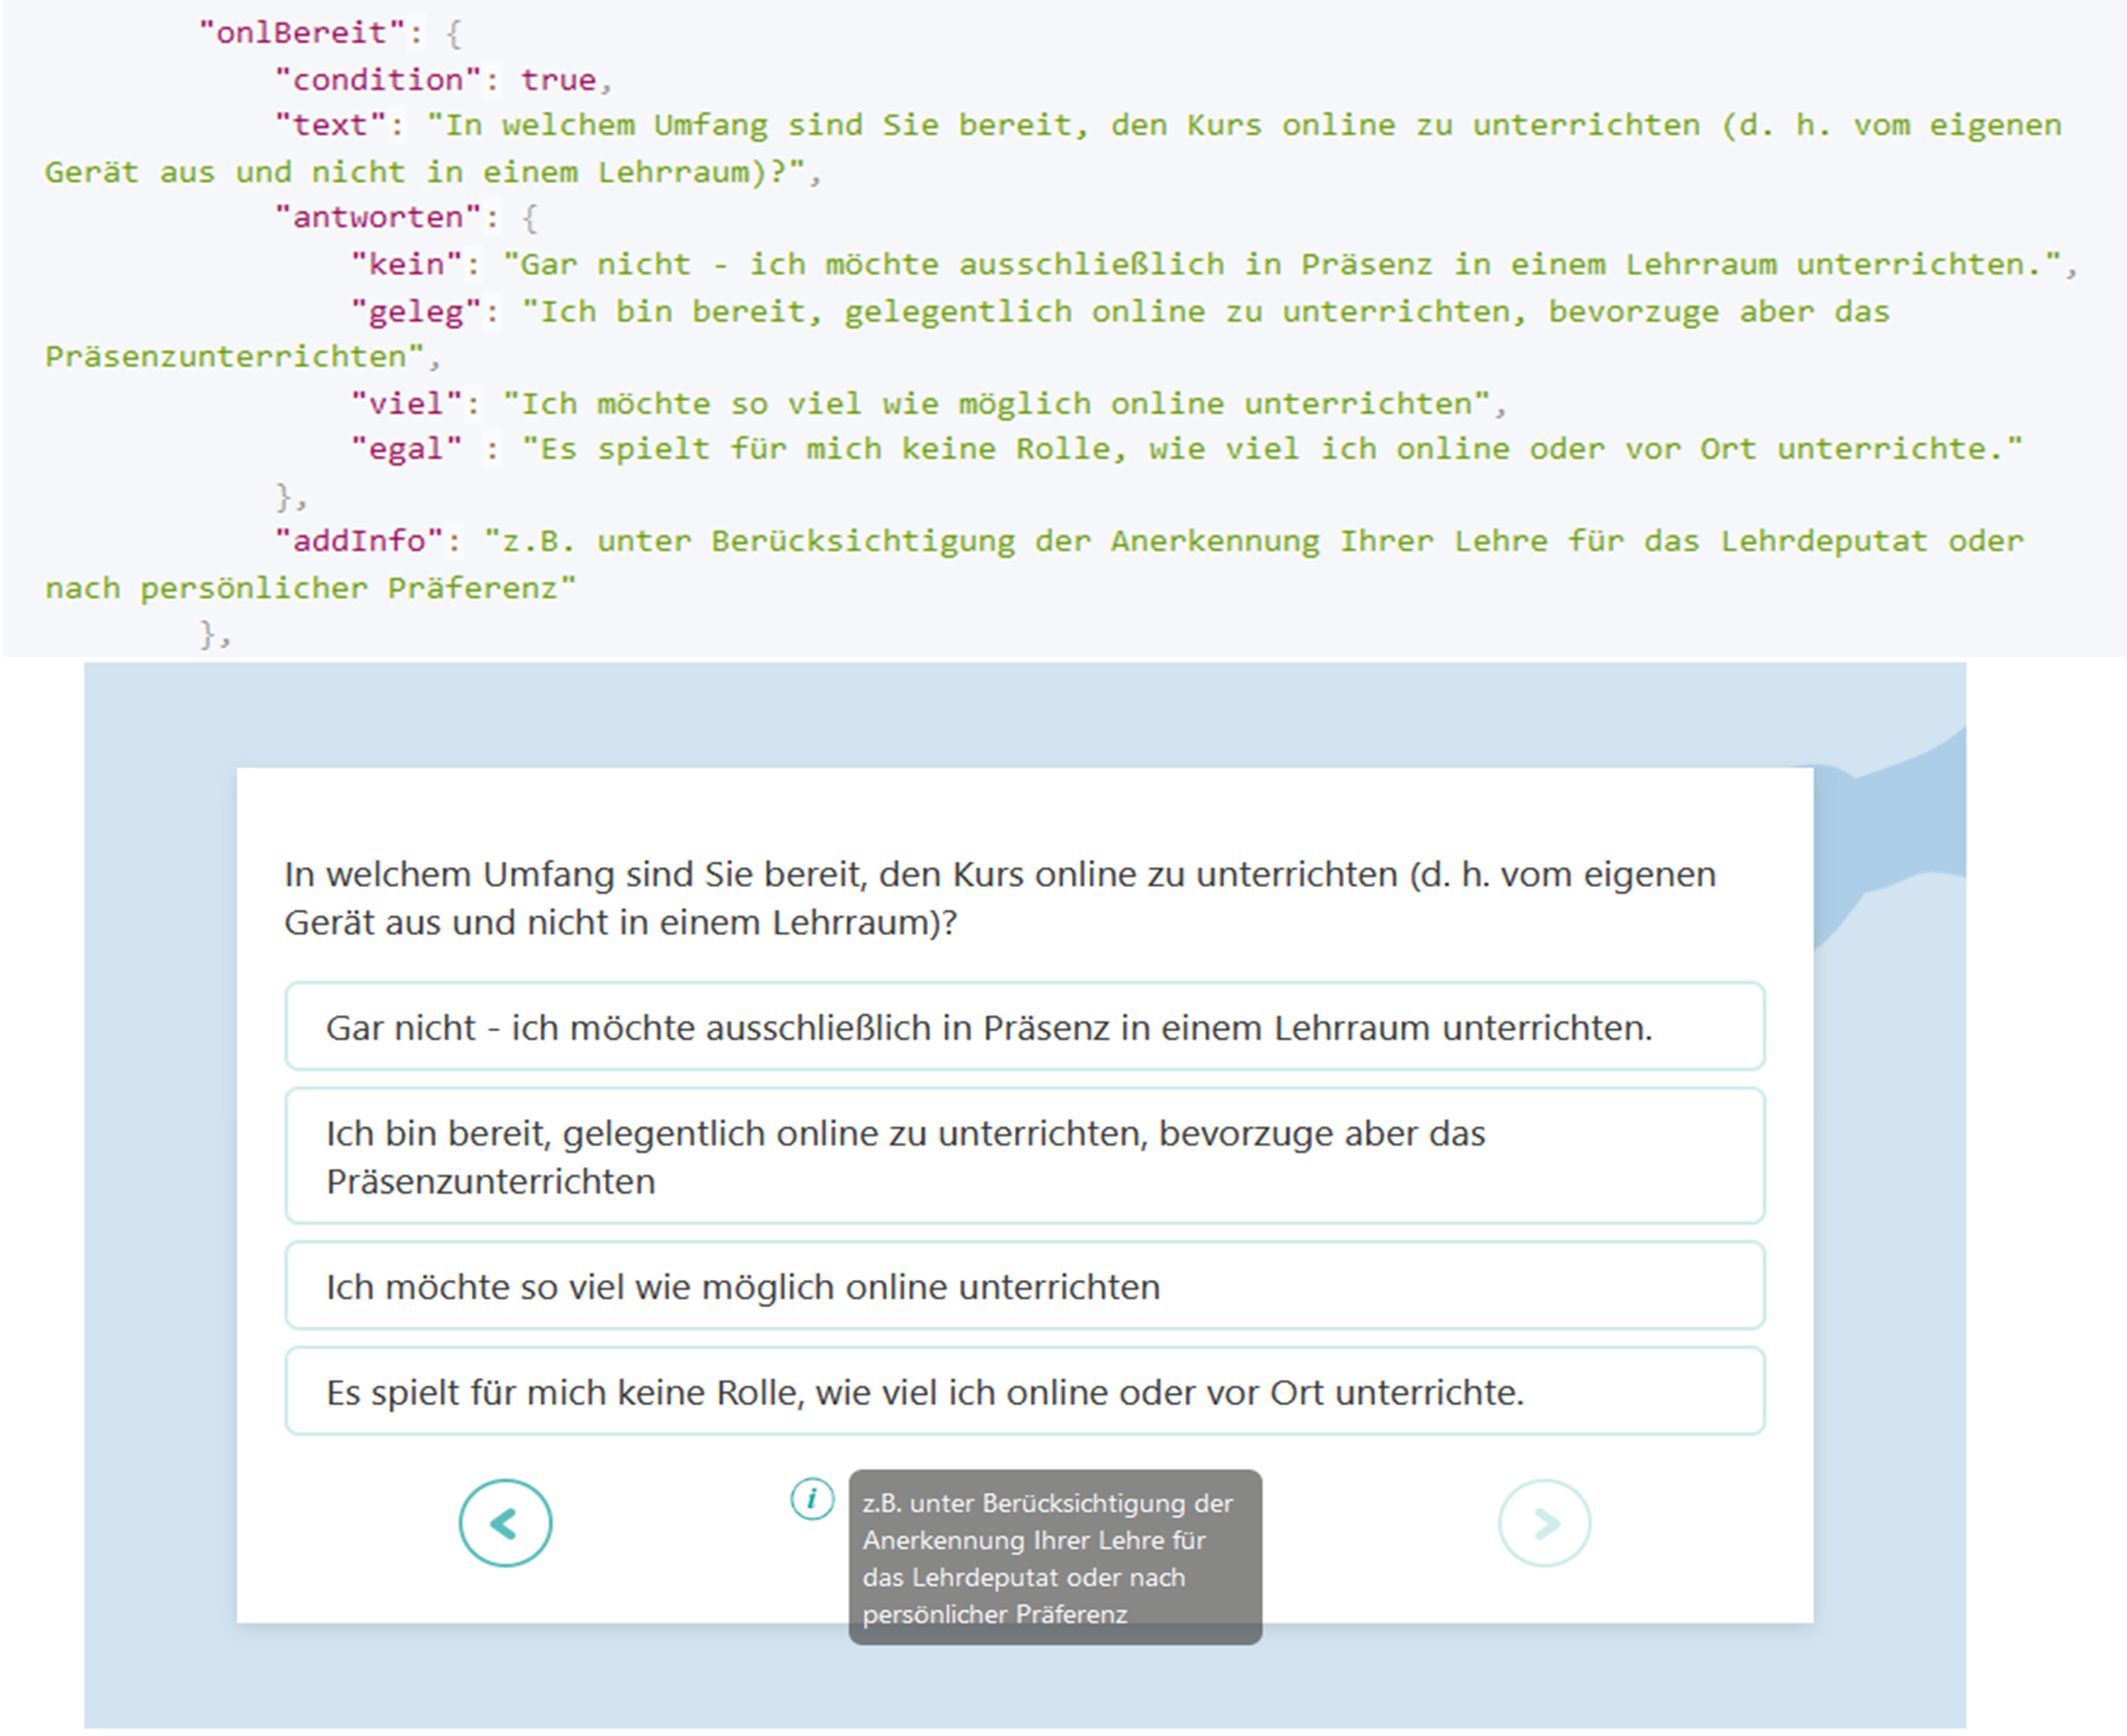 "onlBereit": {
"condition": true,
"text": "In welchem Umfang sind Sie bereit, den Kurs online zu unterrichten (d. h. vom eigenen
Gerät aus und nicht in einem Lehrraum)?",
"antworten": {
"kein": "Gar nicht - ich möchte ausschließlich in Präsenz in einem Lehrraum unterrichten.",
"geleg": "Ich bin bereit, gelegentlich online zu unterrichten, bevorzuge aber das
Präsenzunterrichten",
"viel": "Ich möchte so viel wie möglich online unterrichten",
"egal" : "Es spielt für mich keine Rolle, wie viel ich online oder vor Ort unterrichte."
},
"addInfo": "z.B. unter Berücksichtigung der Anerkennung Ihrer Lehre für das Lehrdeputat oder
nach persönlicher Präferenz"
},
In welchem Umfang sind Sie bereit, den Kurs online zu unterrichten (d. h. vom eigenen
Gerät aus und nicht in einem Lehrraum)?
Gar nicht - ich möchte ausschließlich in Präsenz in einem Lehrraum unterrichten.
Ich bin bereit, gelegentlich online zu unterrichten, bevorzuge aber das
Präsenzunterrichten
Ich möchte so viel wie möglich online unterrichten
Es spielt für mich keine Rolle, wie viel ich online oder vor Ort unterrichte.
<
i
z.B. unter Berücksichtigung der
Anerkennung Ihrer Lehre für
das Lehrdeputat oder nach
persönlicher Präferenz
>